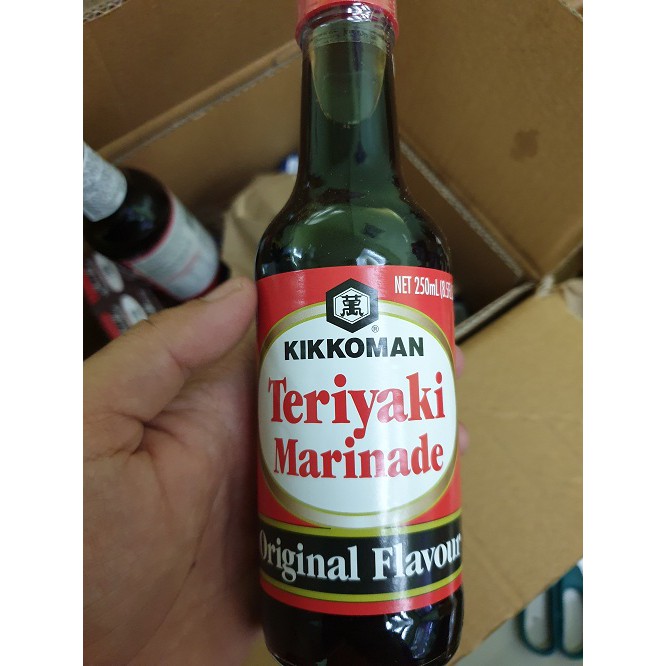 NET 250mL
萬
®
KIKKOMAN
Teriyaki
Marinade
Original Flavour